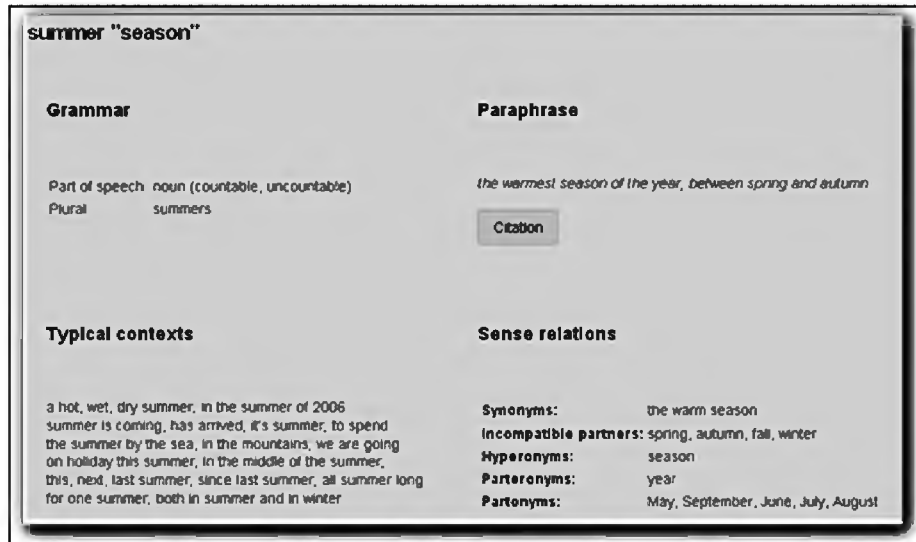 summer "season"
Grammar
Part of speech noun (countable, uncountable)
Plural summers
Paraphrase
the warmest season of the year, between spring and autumn
Citation
Typical contexts
a hot, wet, dry summer, in the summer of 2006
summer is coming, has arrived, it's summer, to spend
the summer by the sea, in the mountains, we are going
on holiday this summer, in the middle of the summer,
this, next, last summer, since last summer, all summer long
for one summer, both in summer and in winter
Sense relations
Synonyms: the warm season
Incompatible partners: spring, autumn, fall, winter
Hyperonyms: season
Parteronyms: year
Partonyms: May, September, June, July, August